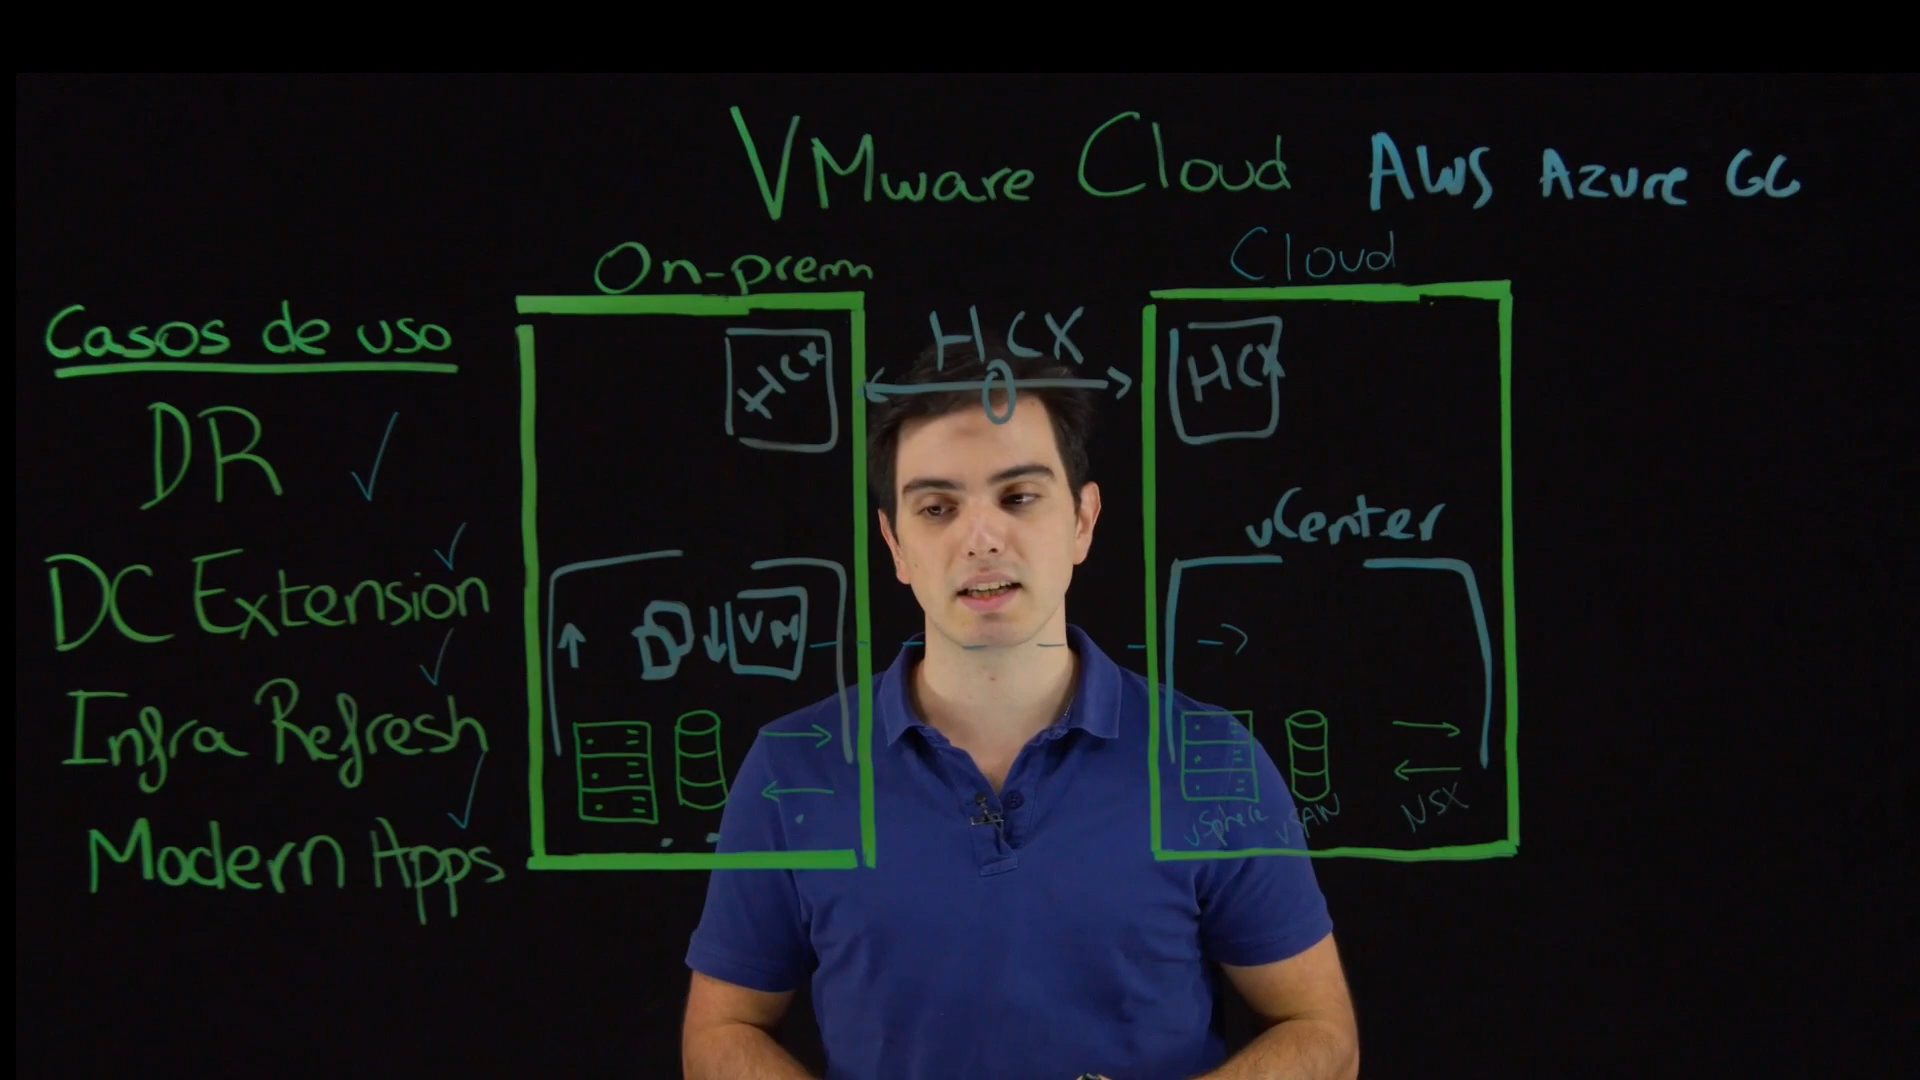 VMware Cloud AWS Azure GC
On-prem
Cloud
Casos de uso
DR
DC Extension
Infra Refresh
Modern Apps
HCX
HCX
HCX
VM
vCenter
vSphere
vSAN
NSX